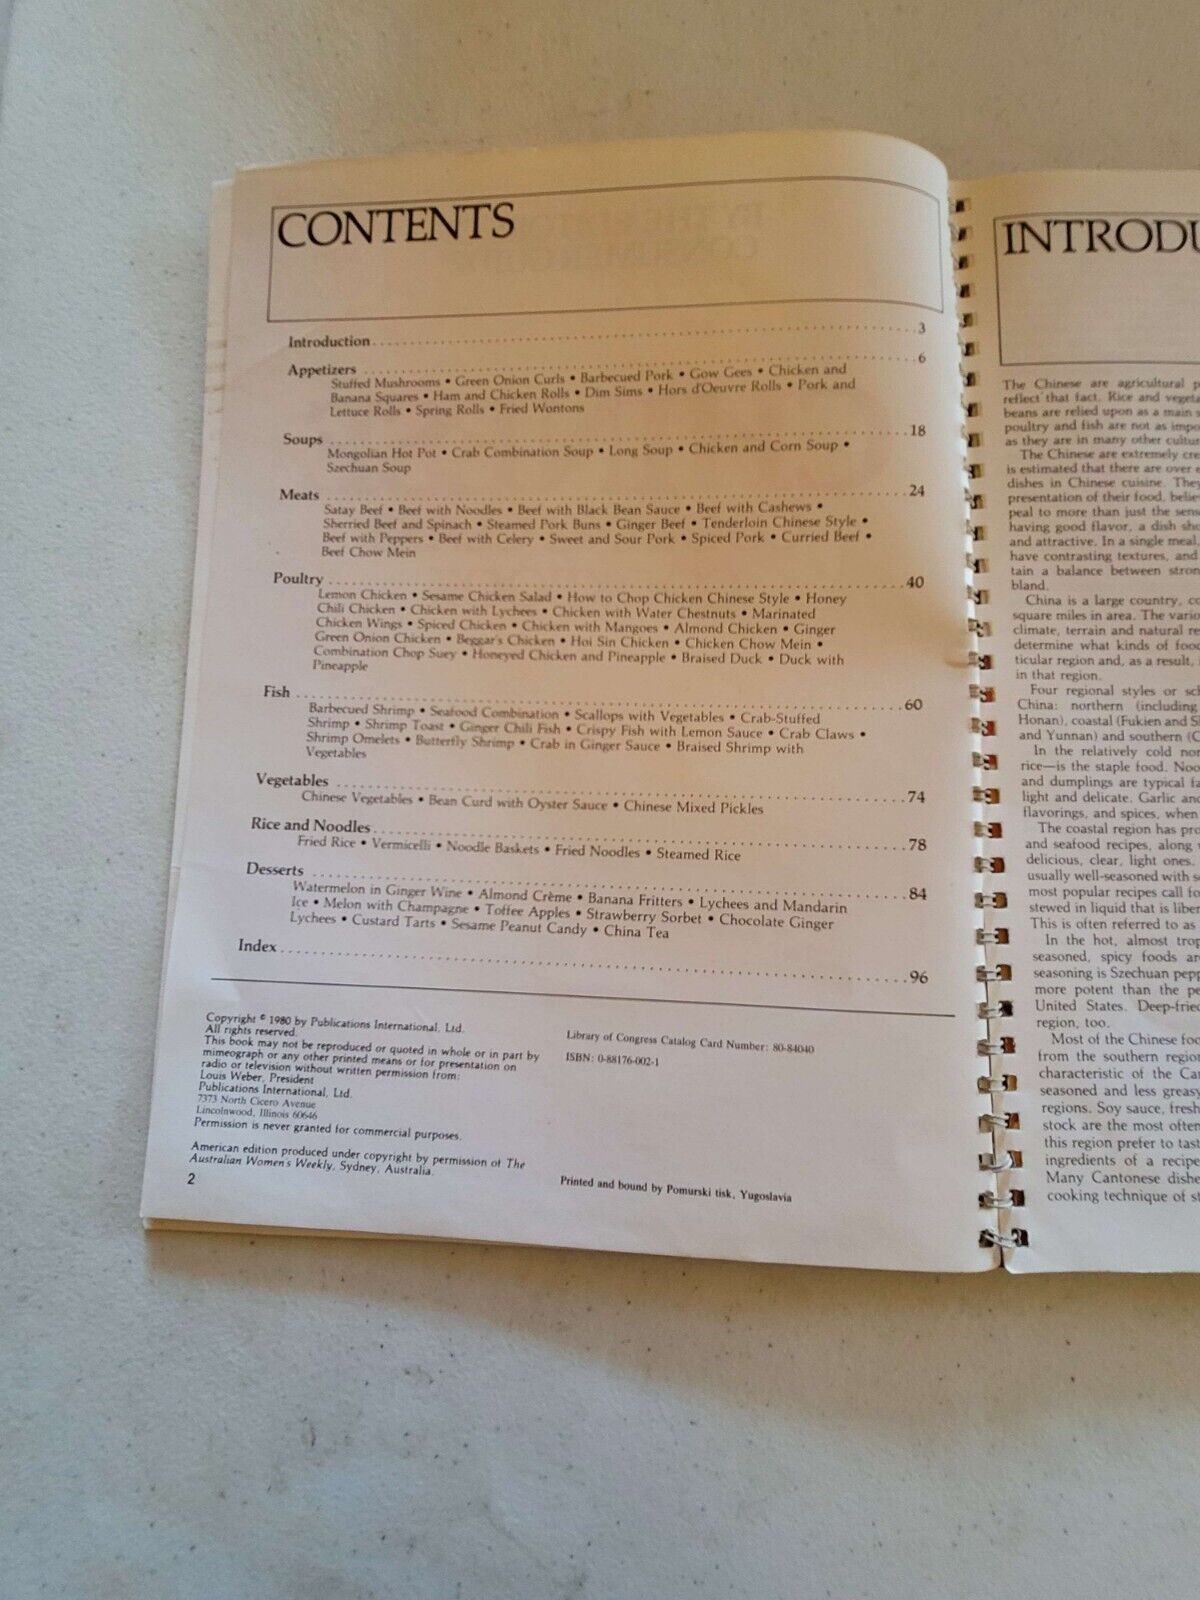 CONTENTS
Introduction 3
Appetizers 6
Stuffed Mushrooms • Green Onion Curls • Barbecued Pork • Gow Gees • Chicken and
Banana Squares • Ham and Chicken Rolls • Dim Sims • Hors d'Oeuvre Rolls • Pork and
Lettuce Rolls • Spring Rolls • Fried Wontons
Soups 18
Mongolian Hot Pot • Crab Combination Soup • Long Soup • Chicken and Corn Soup •
Szechuan Soup
Meats 24
Satay Beef • Beef with Noodles • Beef with Black Bean Sauce • Beef with Cashews •
Sherried Beef and Spinach • Steamed Pork Buns • Ginger Beef • Tenderloin Chinese Style •
Beef with Peppers • Beef with Celery • Sweet and Sour Pork • Spiced Pork • Curried Beef •
Beef Chow Mein
Poultry 40
Lemon Chicken • Sesame Chicken Salad • How to Chop Chicken Chinese Style • Honey
Chili Chicken • Chicken with Lychees • Chicken with Water Chestnuts • Marinated
Chicken Wings • Spiced Chicken • Chicken with Mangoes • Almond Chicken • Ginger
Green Onion Chicken • Beggar's Chicken • Hoi Sin Chicken • Chicken Chow Mein •
Combination Chop Suey • Honeyed Chicken and Pineapple • Braised Duck • Duck with
Pineapple
Fish 60
Barbecued Shrimp • Seafood Combination • Scallops with Vegetables • Crab-Stuffed
Shrimp • Shrimp Toast • Ginger Chili Fish • Crispy Fish with Lemon Sauce • Crab Claws •
Shrimp Omelets • Butterfly Shrimp • Crab in Ginger Sauce • Braised Shrimp with
Vegetables
Vegetables 74
Chinese Vegetables • Bean Curd with Oyster Sauce • Chinese Mixed Pickles
Rice and Noodles 78
Fried Rice • Vermicelli • Noodle Baskets • Fried Noodles • Steamed Rice
Desserts 84
Watermelon in Ginger Wine • Almond Crème • Banana Fritters • Lychees and Mandarin
Ice • Melon with Champagne • Toffee Apples • Strawberry Sorbet • Chocolate Ginger
Lychees • Custard Tarts • Sesame Peanut Candy • China Tea
Index 96
Copyright © 1980 by Publications International, Ltd.
All rights reserved.
This book may not be reproduced or quoted in whole or in part by
mimeograph or any other printed means or for presentation on
radio or television without written permission from:
Louis Weber, President
Publications International, Ltd.
7373 North Cicero Avenue
Lincolnwood, Illinois 60646
Permission is never granted for commercial purposes.
American edition produced under copyright by permission of The
Australian Women's Weekly, Sydney, Australia.
2
Library of Congress Catalog Card Number: 80-84040
ISBN: 0-88176-002-1
Printed and bound by Pomurski tisk, Yugoslavia
INTRODU
The Chinese are agricultural p
reflect that fact. Rice and vegeta
beans are relied upon as a main s
poultry and fish are not as impo
as they are in many other cultur
The Chinese are extremely cre
is estimated that there are over e
dishes in Chinese cuisine. They
presentation of their food, believ
peal to more than just the sens
having good flavor, a dish sho
and attractive. In a single meal,
have contrasting textures, and
tain a balance between stron
bland.
China is a large country, co
square miles in area. The vario
climate, terrain and natural re
determine what kinds of food
ticular region and, as a result,
in that region.
Four regional styles or sch
China: northern (including
Honan), coastal (Fukien and S
and Yunnan) and southern (C
In the relatively cold nor
rice—is the staple food. Noo
and dumplings are typical fa
light and delicate. Garlic and
flavorings, and spices, when
The coastal region has pro
and seafood recipes, along
delicious, clear, light ones.
usually well-seasoned with s
most popular recipes call fo
stewed in liquid that is liber
This is often referred to as
In the hot, almost trop
seasoned, spicy foods ar
seasoning is Szechuan pepp
more potent than the pe
United States. Deep-fried
region, too.
Most of the Chinese foo
from the southern region
characteristic of the Ca
seasoned and less greasy
regions. Soy sauce, fresh
stock are the most often
this region prefer to tast
ingredients of a recipe
Many Cantonese dishe
cooking technique of st